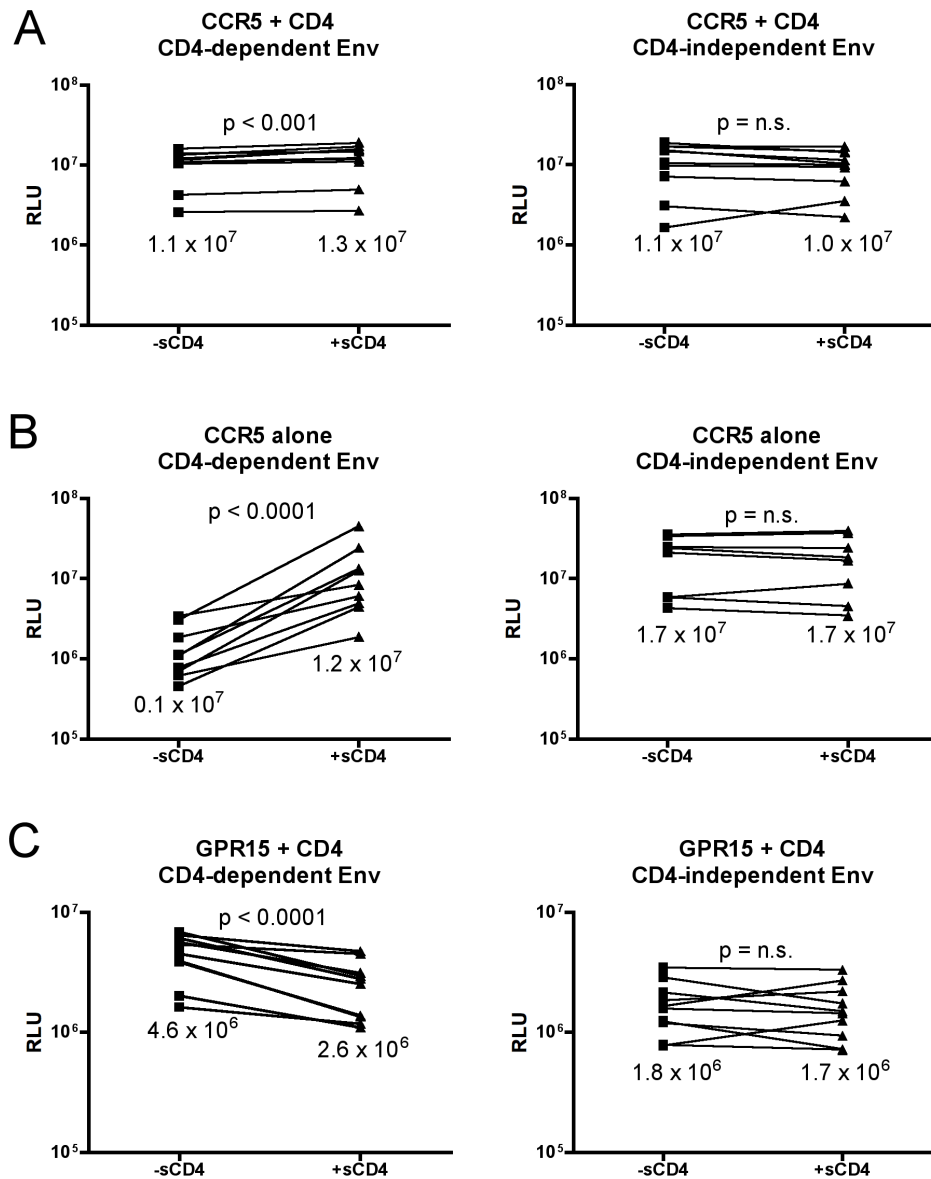 A
CCR5 + CD4
CD4-dependent Env
10⁸
p < 0.001
10⁷
RLU
10⁶
1.1 x 10⁷
1.3 x 10⁷
10⁵
-sCD4
+sCD4
CCR5 + CD4
CD4-independent Env
10⁸
p = n.s.
10⁷
RLU
10⁶
1.1 x 10⁷
1.0 x 10⁷
10⁵
-sCD4
+sCD4
B
CCR5 alone
CD4-dependent Env
10⁸
p < 0.0001
10⁷
RLU
10⁶
1.2 x 10⁷
0.1 x 10⁷
10⁵
-sCD4
+sCD4
CCR5 alone
CD4-independent Env
10⁸
p = n.s.
10⁷
RLU
1.7 x 10⁷
1.7 x 10⁷
10⁶
10⁵
-sCD4
+sCD4
C
GPR15 + CD4
CD4-dependent Env
10⁷
p < 0.0001
RLU
10⁶
4.6 x 10⁶
2.6 x 10⁶
10⁵
-sCD4
+sCD4
GPR15 + CD4
CD4-independent Env
10⁷
p = n.s.
RLU
10⁶
1.8 x 10⁶
1.7 x 10⁶
10⁵
-sCD4
+sCD4